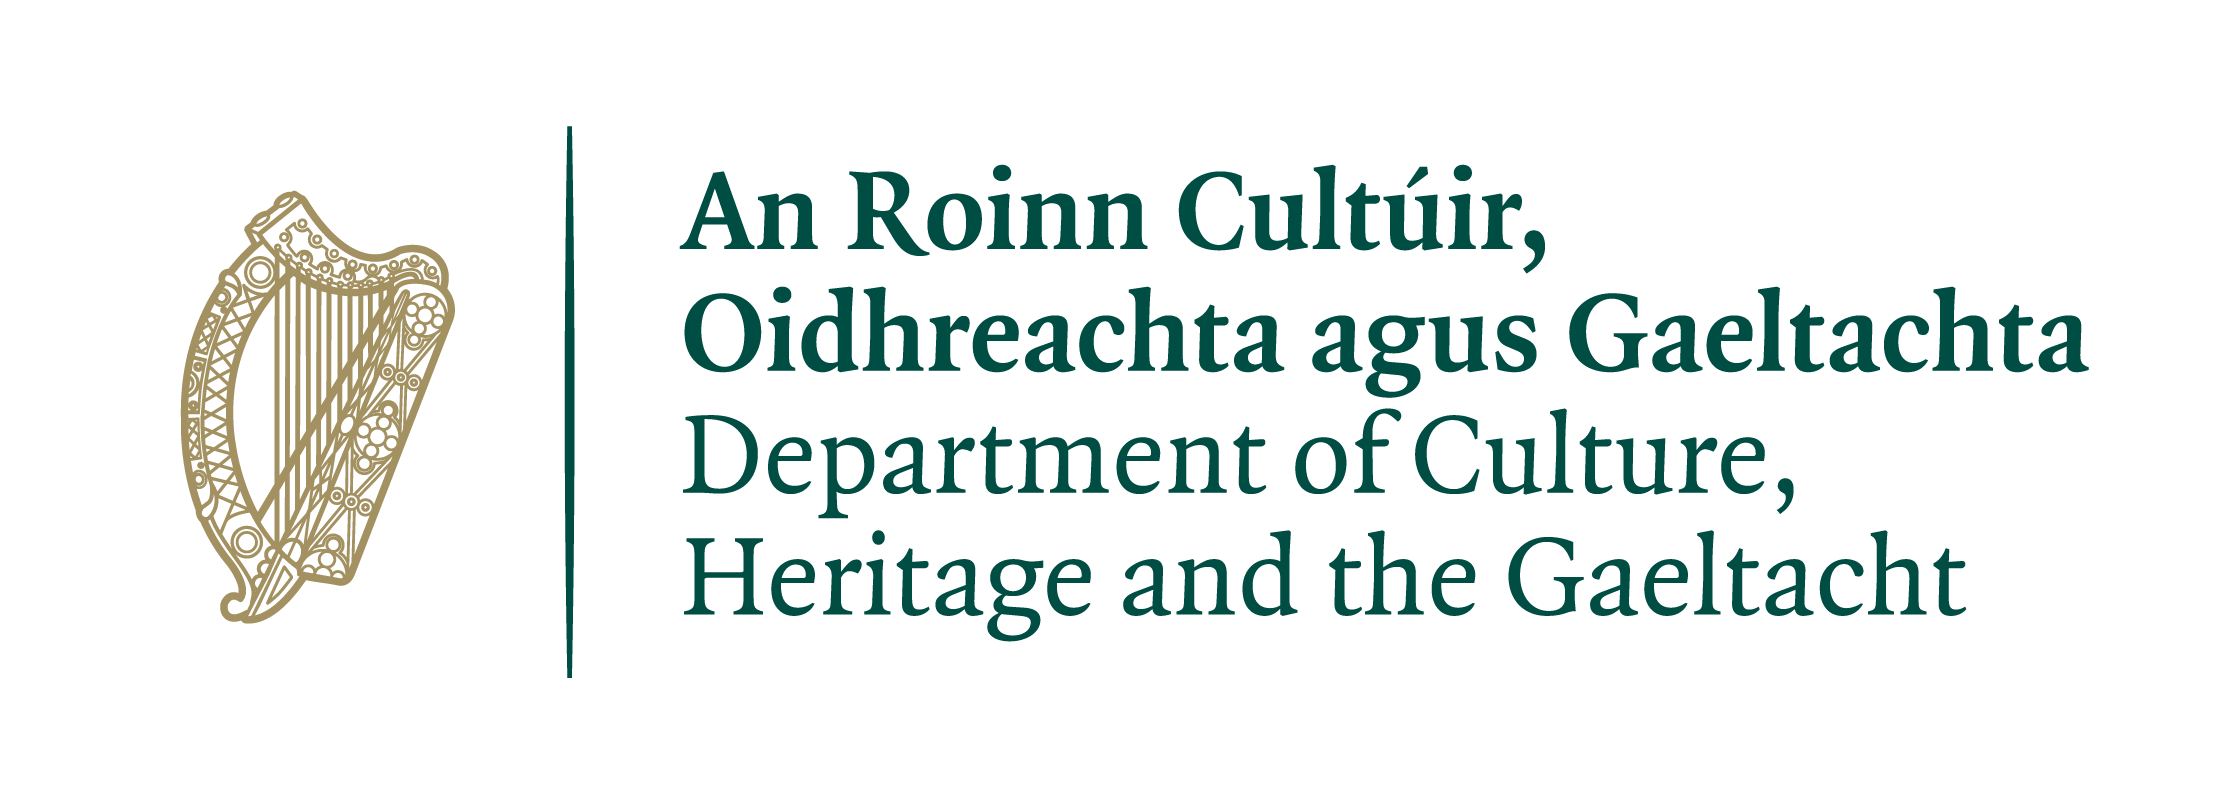 An Roinn Cultúir,
Oidhreachta agus Gaeltachta
Department of Culture,
Heritage and the Gaeltacht